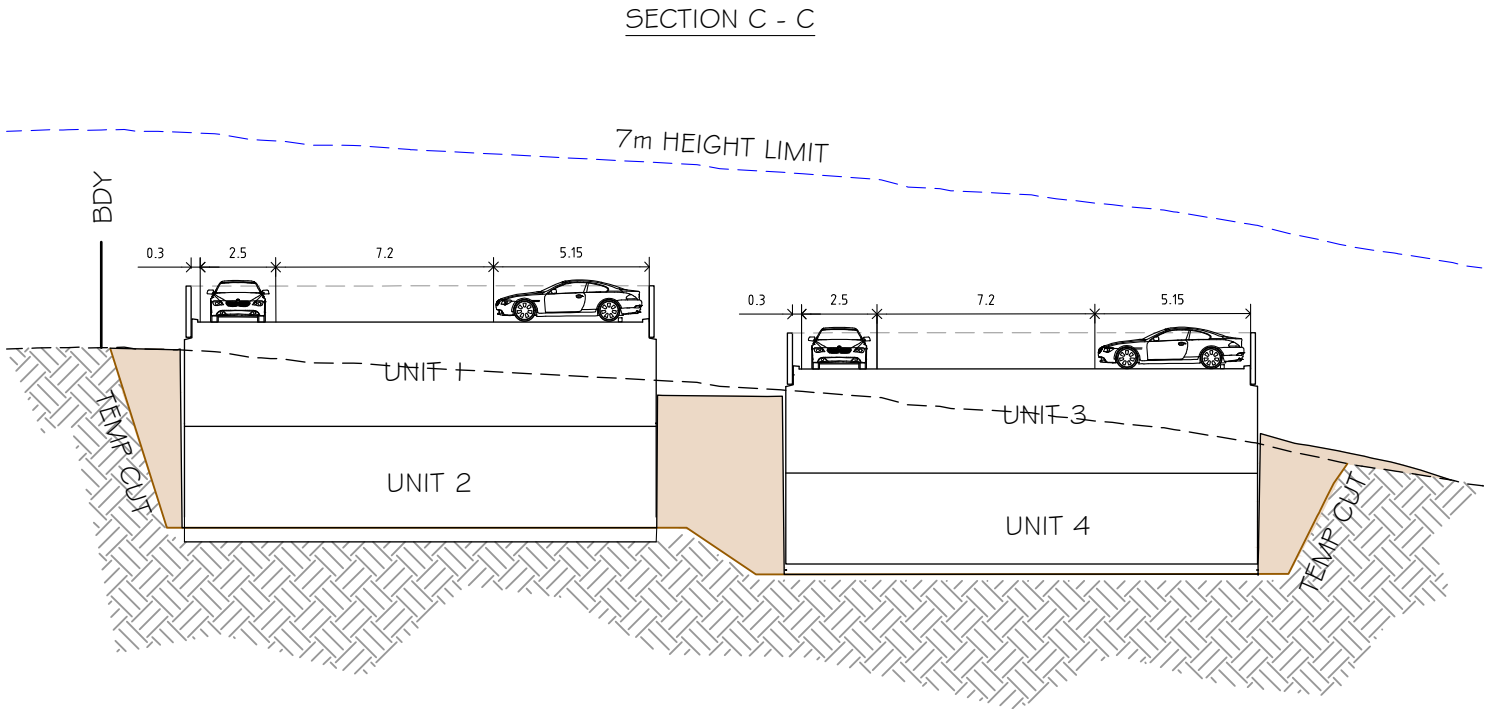 SECTION C - C
7m HEIGHT LIMIT
BDY
0.3 2.5 7.2 5.15
0.3 2.5 7.2 5.15
UNIT 1
UNIT 3
TEMP CUT
UNIT 2
UNIT 4
TEMP CUT